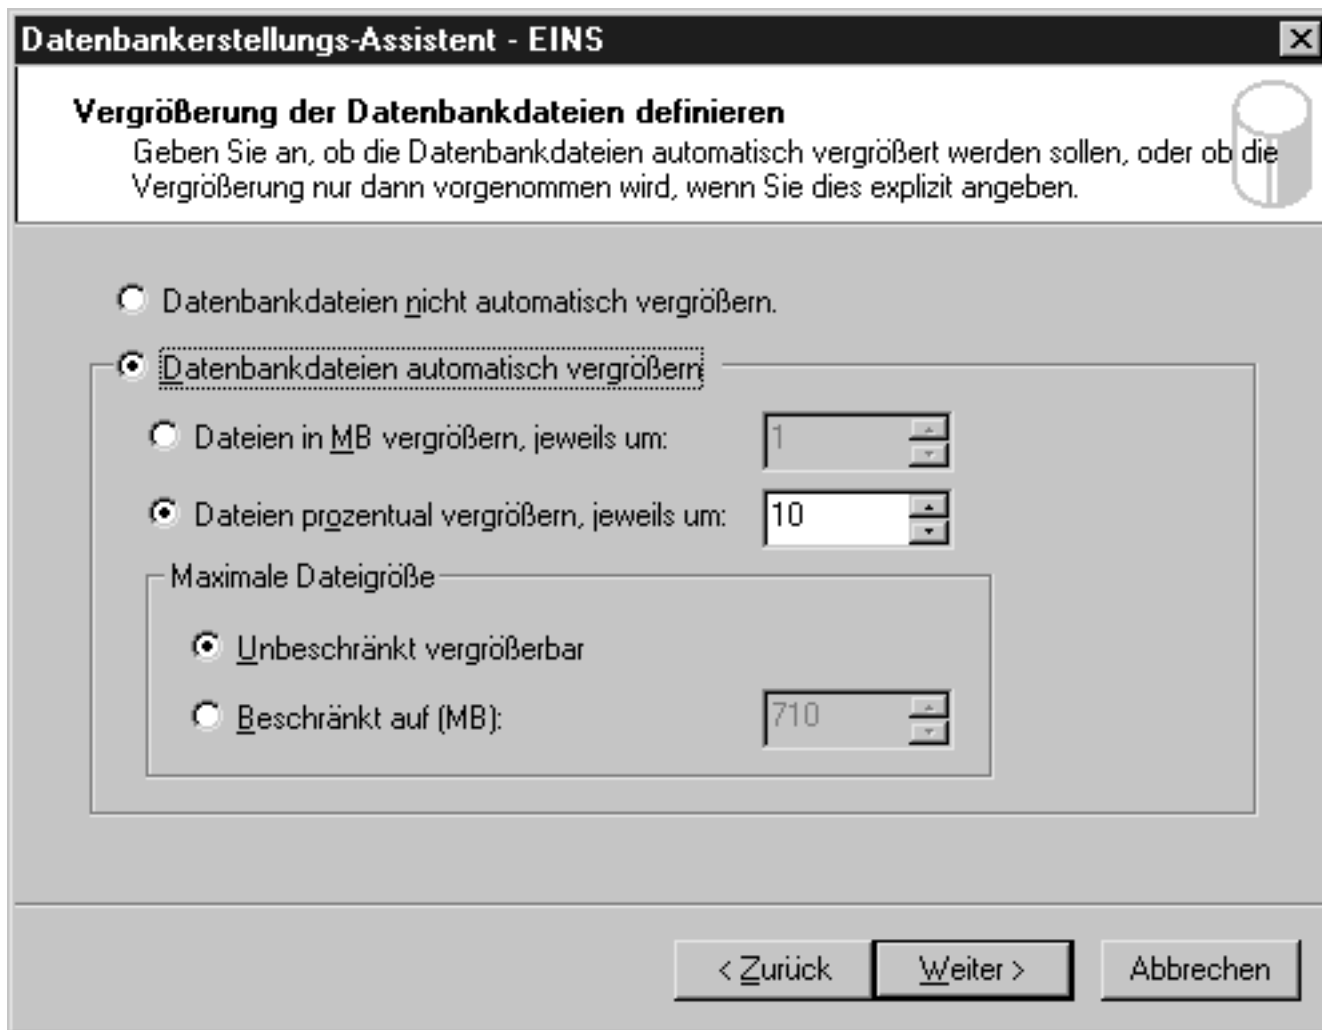 Datenbankerstellungs-Assistent - EINS
Vergrößerung der Datenbankdateien definieren
Geben Sie an, ob die Datenbankdateien automatisch vergrößert werden sollen, oder ob die
Vergrößerung nur dann vorgenommen wird, wenn Sie dies explizit angeben.
Datenbankdateien nicht automatisch vergrößern.
Datenbankdateien automatisch vergrößern
Dateien in MB vergrößern, jeweils um: 1
Dateien prozentual vergrößern, jeweils um: 10
Maximale Dateigröße
Unbeschränkt vergrößerbar
Beschränkt auf (MB): 710
< Zurück Weiter > Abbrechen